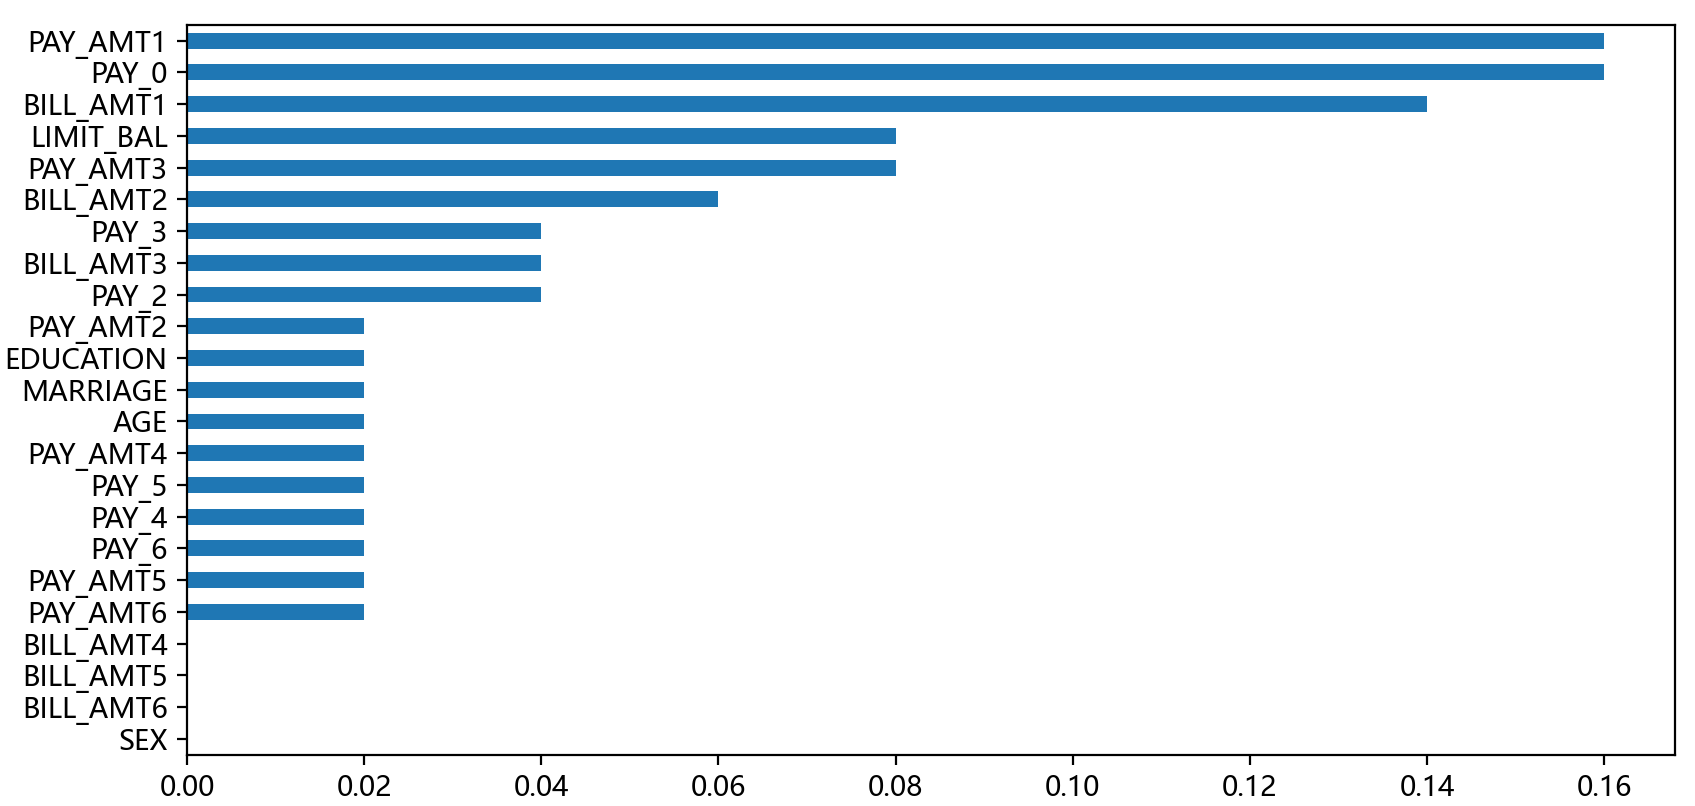 PAY_AMT1
PAY_0
BILL_AMT1
LIMIT_BAL
PAY_AMT3
BILL_AMT2
PAY_3
BILL_AMT3
PAY_2
PAY_AMT2
EDUCATION
MARRIAGE
AGE
PAY_AMT4
PAY_5
PAY_4
PAY_6
PAY_AMT5
PAY_AMT6
BILL_AMT4
BILL_AMT5
BILL_AMT6
SEX
0.00 0.02 0.04 0.06 0.08 0.10 0.12 0.14 0.16